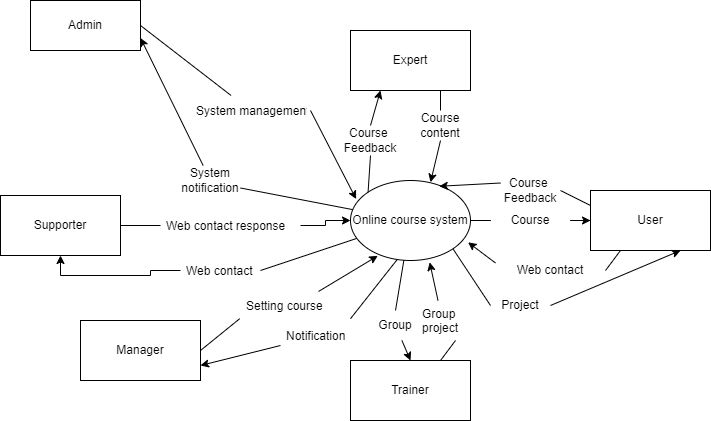 Admin
Expert
System managemen
Course
content
Course
Feedback
System
notification
Course
Feedback
Supporter
Web contact response
Online course system
Course
User
Web contact
Web contact
Setting course
Project
Group
Group
project
Notification
Manager
Trainer